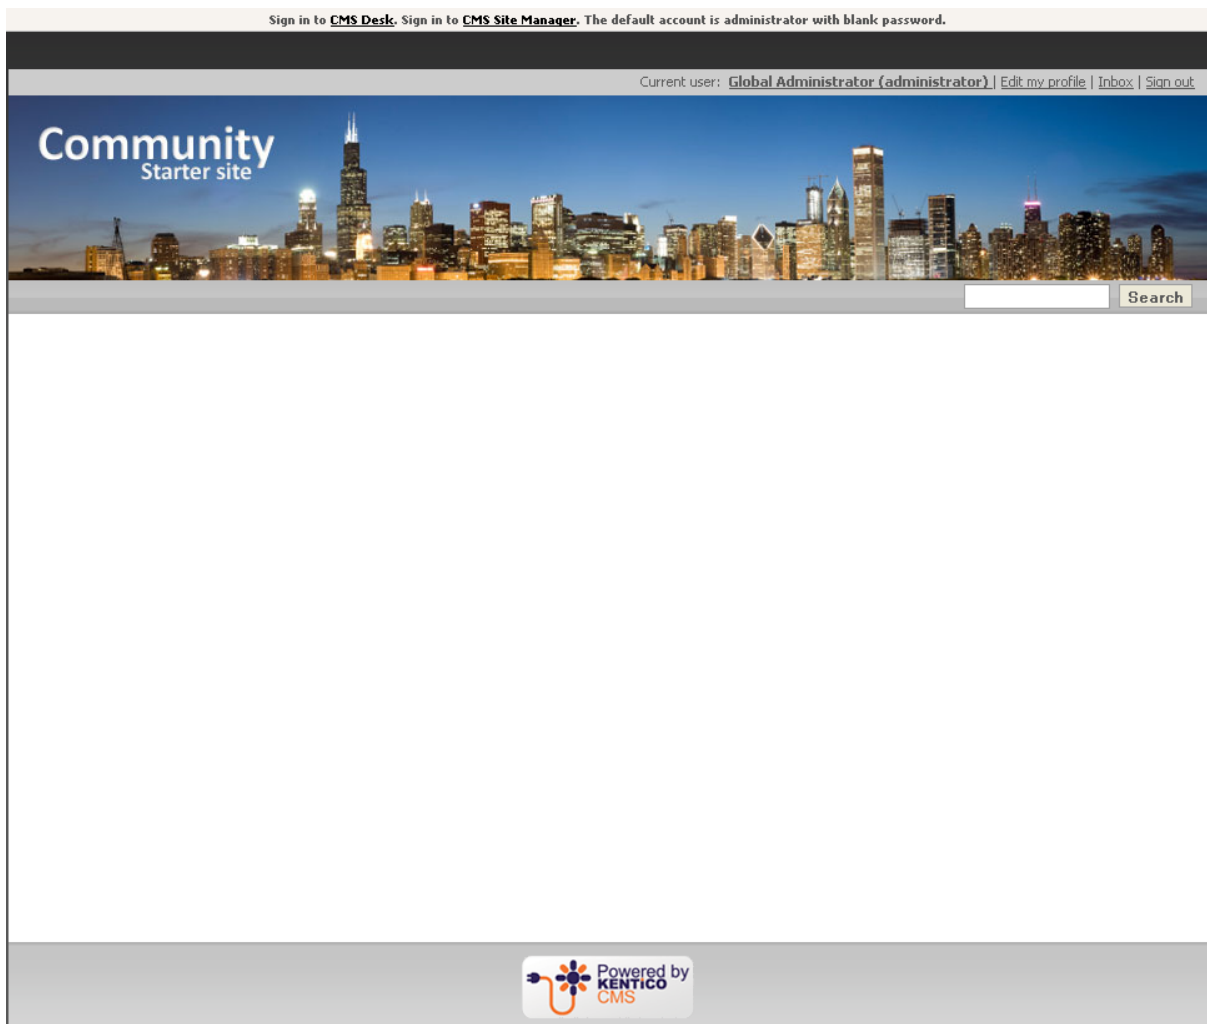 Sign in to CMS Desk. Sign in to CMS Site Manager. The default account is administrator with blank password.
Current user: Global Administrator (administrator) | Edit my profile | Inbox | Sign out
Community
Starter site
Search
Powered by
KENTICO
CMS